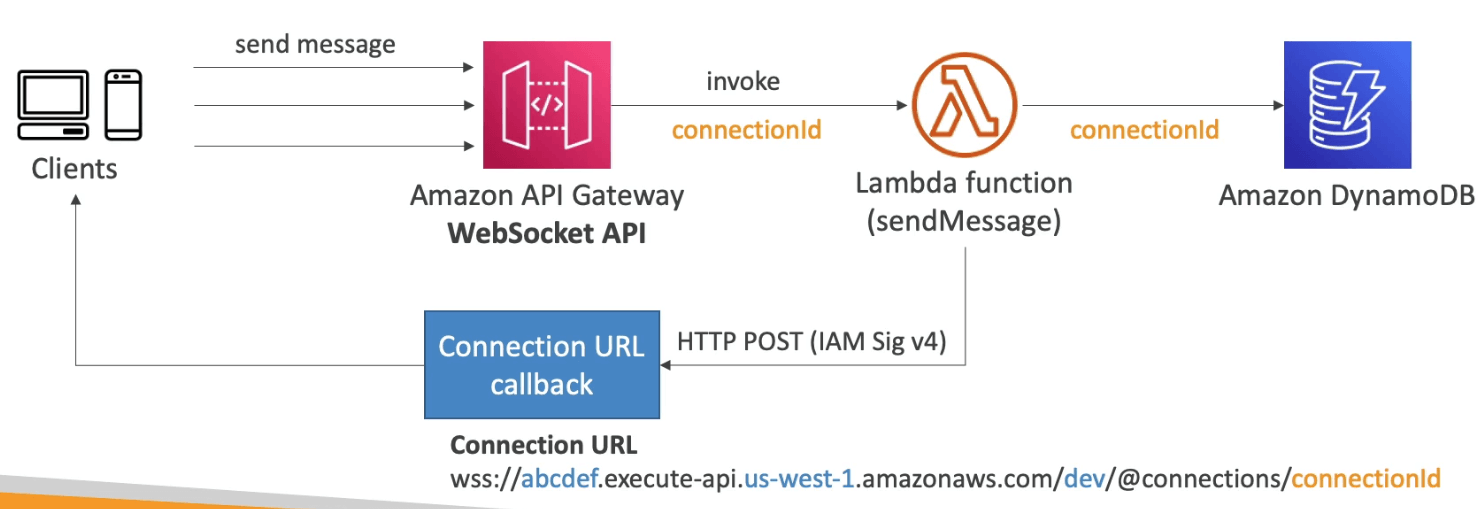 send message
Clients
</>
Amazon API Gateway
WebSocket API
invoke
connectionId
Lambda function
(sendMessage)
connectionId
Amazon DynamoDB
HTTP POST (IAM Sig v4)
Connection URL
callback
Connection URL
wss://abcdef.execute-api.us-west-1.amazonaws.com/dev/@connections/connectionId